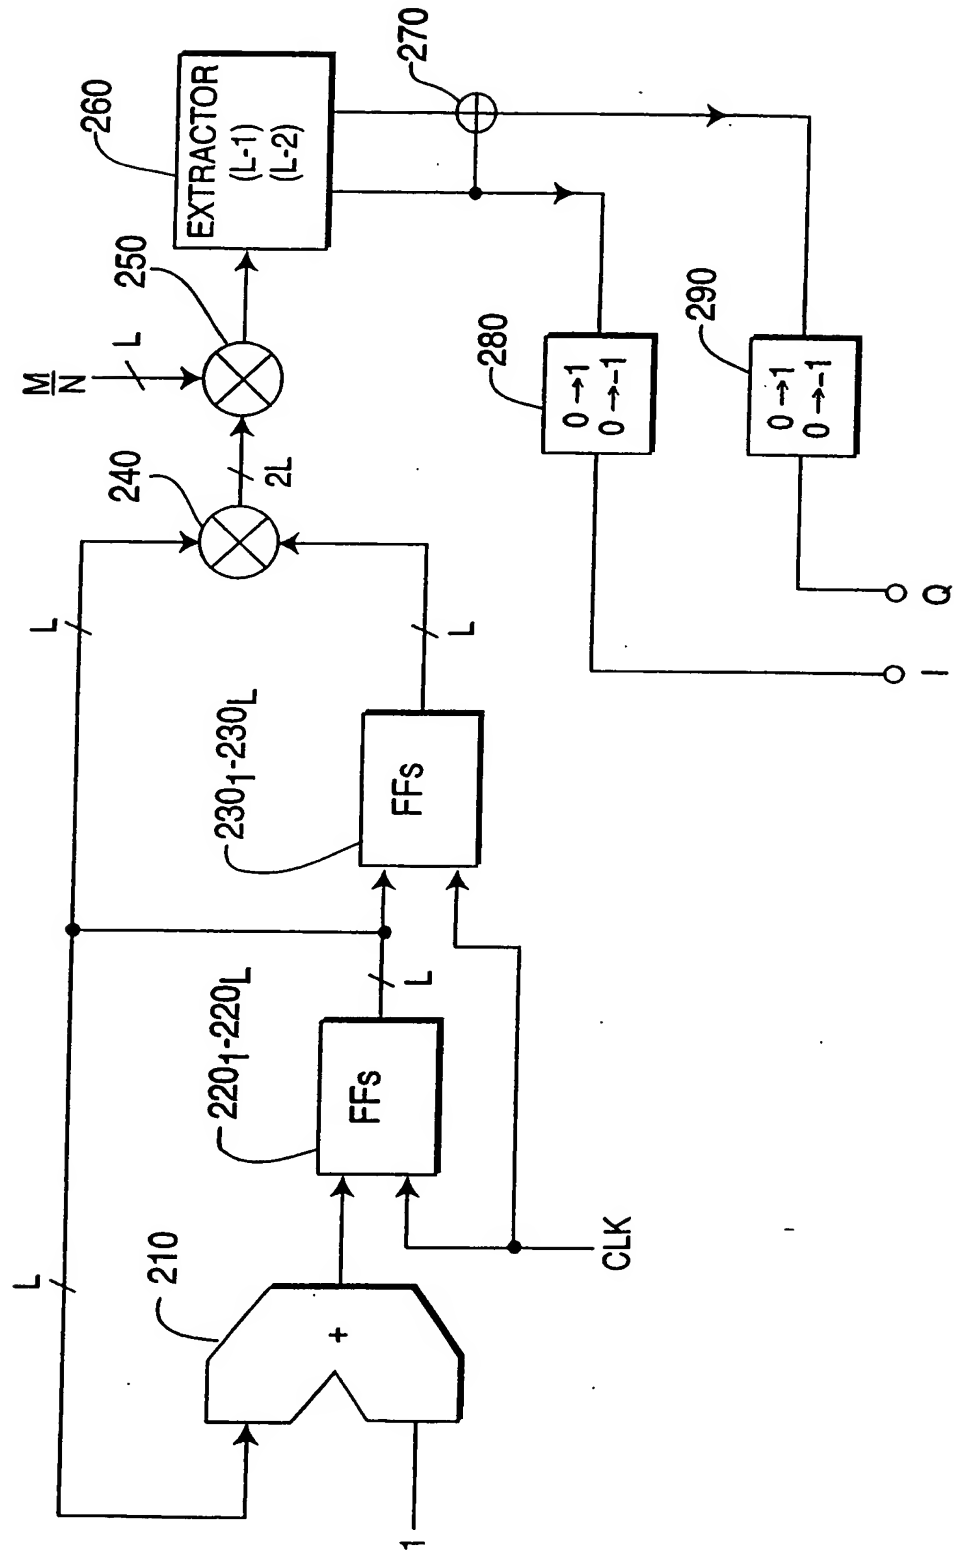 L
210
+
1
220₁-220L
FFs
L
CLK
230₁-230L
FFs
L
L
240
2L
M
N
L
250
260
EXTRACTOR
(L-1)
(L-2)
270
280
0→1
0→-1
290
0→1
0→-1
I
Q